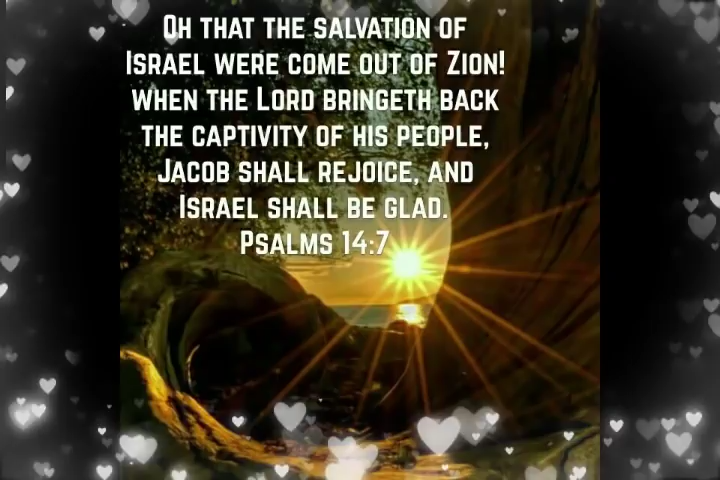 Oh that the salvation of
Israel were come out of Zion!
when the Lord bringeth back
the captivity of his people,
Jacob shall rejoice, and
Israel shall be glad.
Psalms 14:7